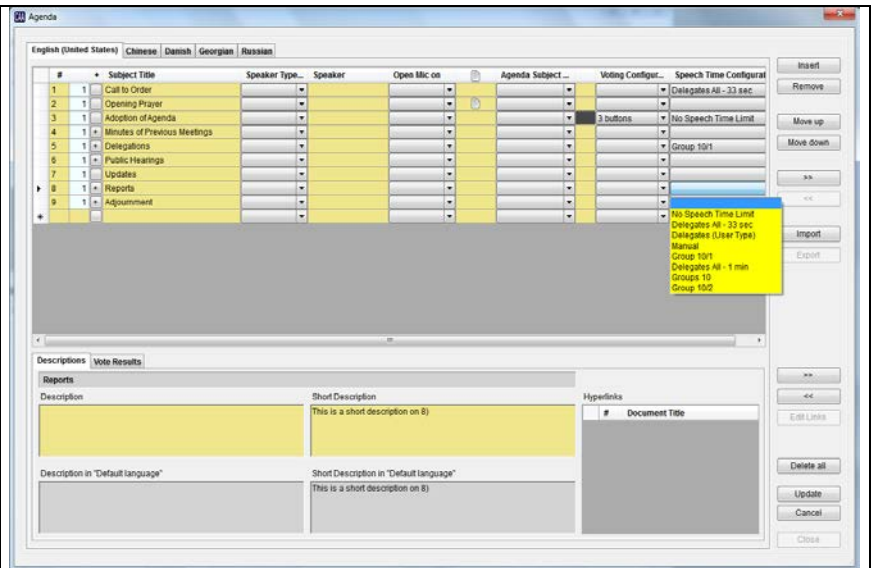 Agenda
English (United States) Chinese Danish Georgian Russian
# + Subject Title Speaker Type... Speaker Open Mic on Agenda Subject ... Voting Configur... Speech Time Configurat
1 1 Call to Order Delegates All - 33 sec
2 1 Opening Prayer
3 1 Adoption of Agenda 3 buttons No Speech Time Limit
4 1 + Minutes of Previous Meetings
5 1 + Delegations Group 10/1
6 1 + Public Hearings
7 1 Updates
8 1 + Reports
9 1 + Adjournment
No Speech Time Limit
Delegates All - 33 sec
Delegates (User Type)
Manual
Group 10/1
Delegates All - 1 min
Groups 10
Group 10/2
Insert
Remove
Move up
Move down
>>
<<
Import
Export
Descriptions Vote Results
Reports
Description Short Description Hyperlinks
This is a short description on 8)
# Document Title
Description in "Default language" Short Description in "Default language"
This is a short description on 8)
>>
<<
Edit Links
Delete all
Update
Cancel
Close